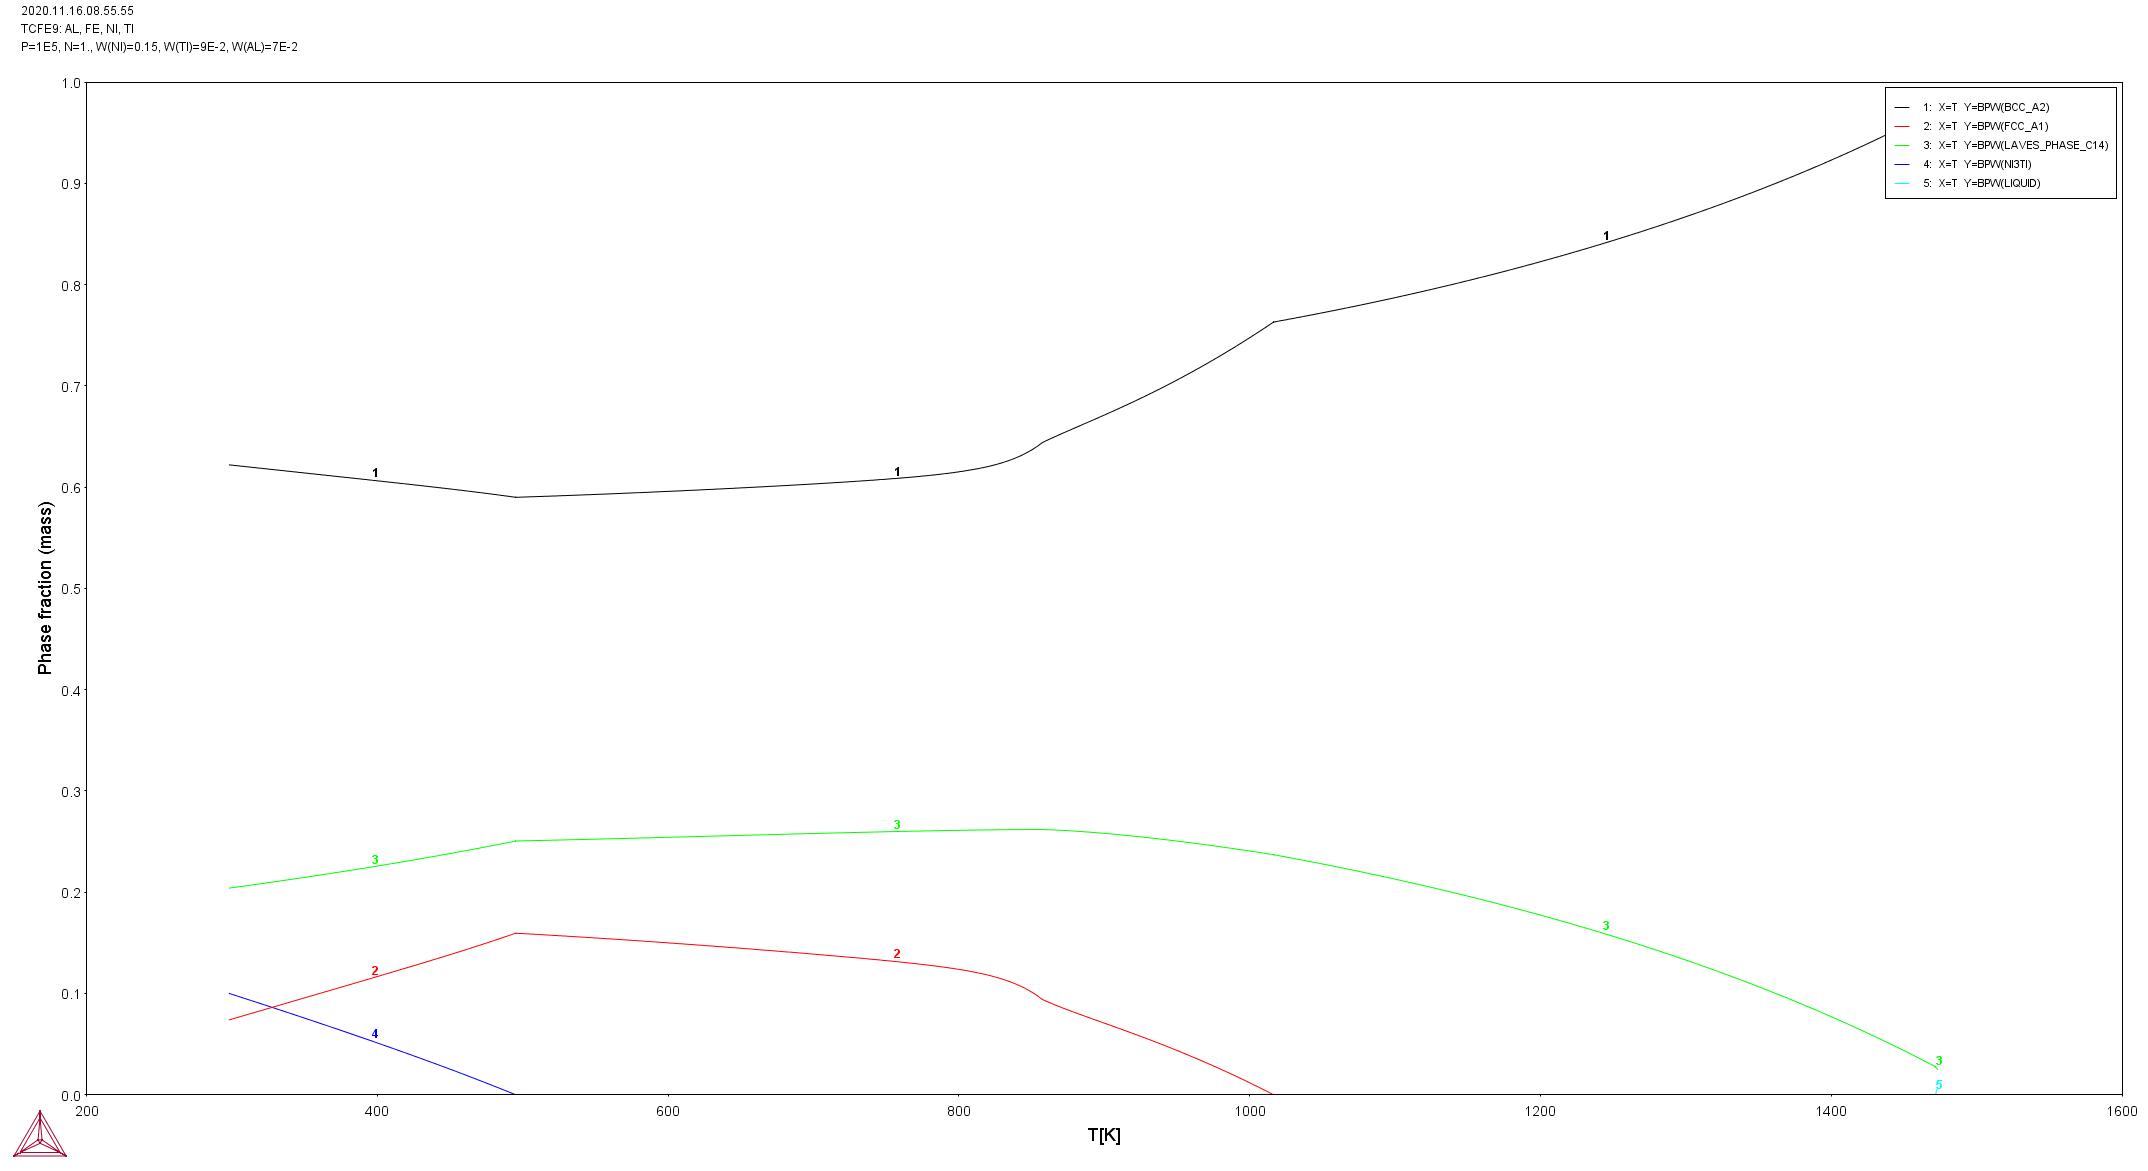 2020.11.16.08.55.55
TCFE9: AL, FE, NI, TI
P=1E5, N=1., W(NI)=0.15, W(TI)=9E-2, W(AL)=7E-2
1.0
0.9
0.8
0.7
0.6
0.5
0.4
0.3
0.2
0.1
0.0
Phase fraction (mass)
1: X=T Y=BPW(BCC_A2)
2: X=T Y=BPW(FCC_A1)
3: X=T Y=BPW(LAVES_PHASE_C14)
4: X=T Y=BPW(NI3TI)
5: X=T Y=BPW(LIQUID)
1
1
1
3
3
3
3
2
2
4
5
200 400 600 800 1000 1200 1400 1600
T[K]